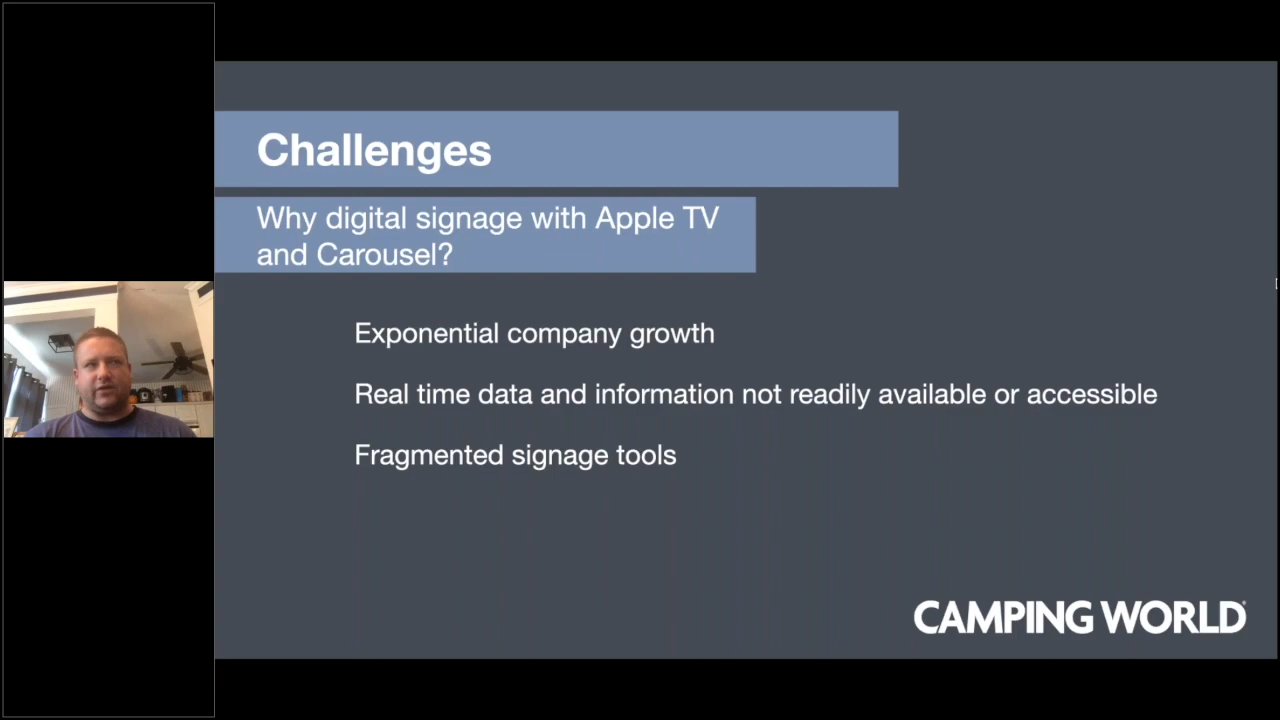 Challenges
Why digital signage with Apple TV
and Carousel?
Exponential company growth
Real time data and information not readily available or accessible
Fragmented signage tools
CAMPING WORLD